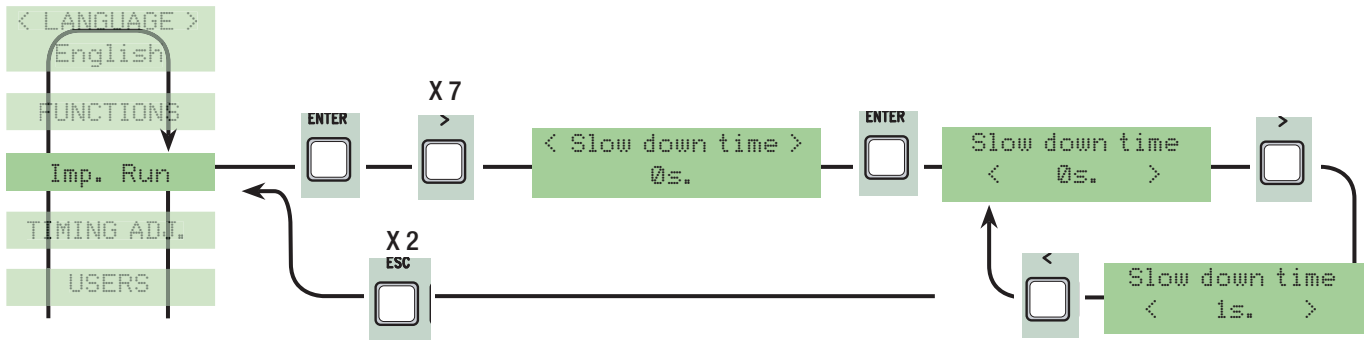 < LANGUAGE >
English
FUNCTIONS
Imp. Run
TIMING ADJ.
USERS
ENTER
X 7
>
< Slow down time >
0s.
ENTER
Slow down time
< 0s. >
>
X 2
ESC
<
Slow down time
< 1s. >